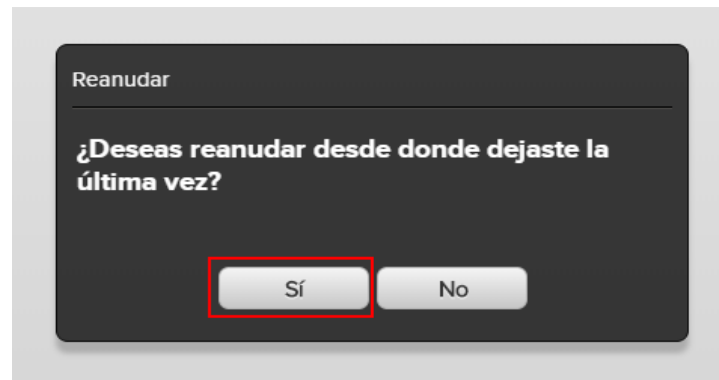 Reanudar
¿Deseas reanudar desde donde dejaste la
última vez?
Sí
No